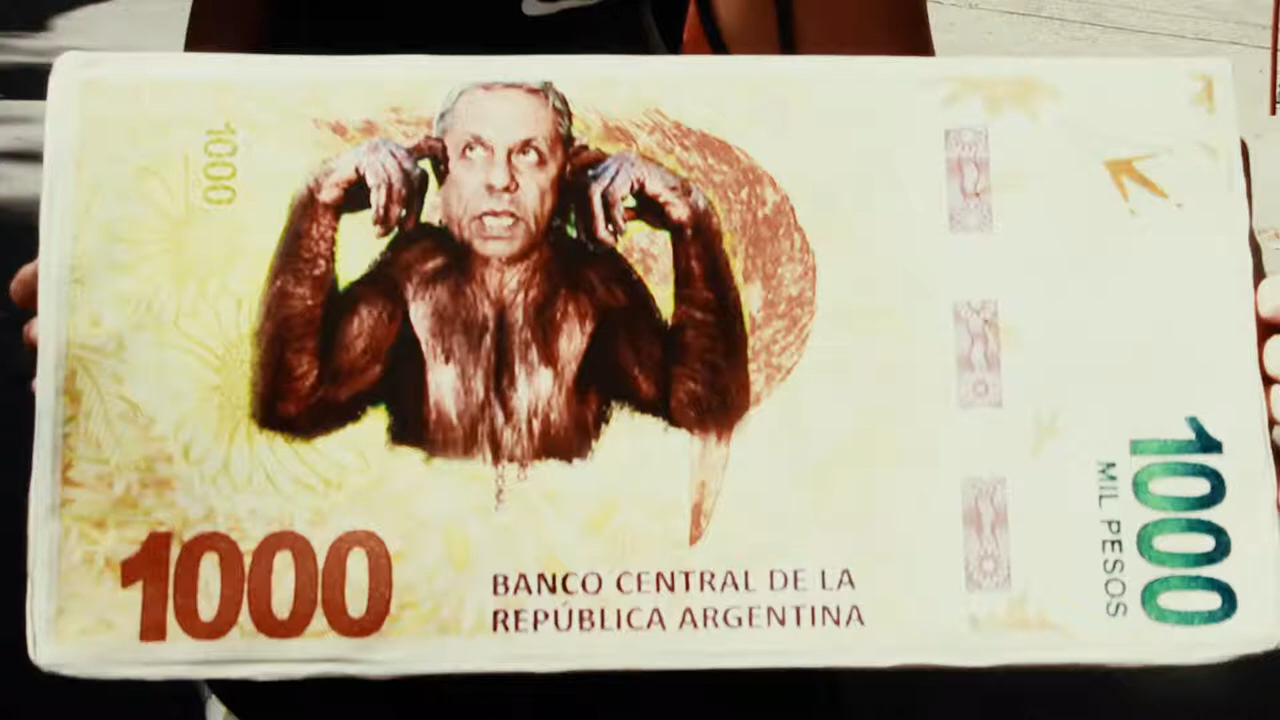 1000
1000
BANCO CENTRAL DE LA
REPÚBLICA ARGENTINA
1000
MIL PESOS